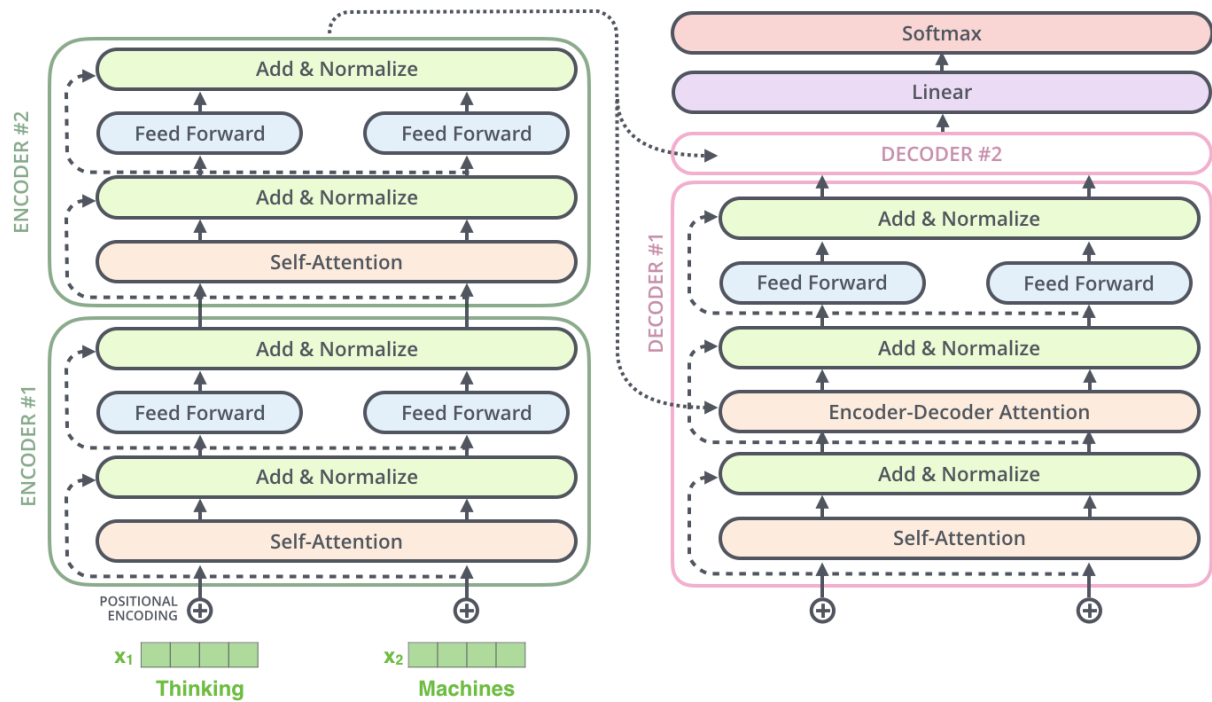 ENCODER #2
Add & Normalize
Feed Forward
Feed Forward
Add & Normalize
Self-Attention
ENCODER #1
Add & Normalize
Feed Forward
Feed Forward
Add & Normalize
Self-Attention
POSITIONAL
ENCODING
x₁
x₂
Thinking
Machines
Softmax
Linear
DECODER #2
DECODER #1
Add & Normalize
Feed Forward
Feed Forward
Add & Normalize
Encoder-Decoder Attention
Add & Normalize
Self-Attention